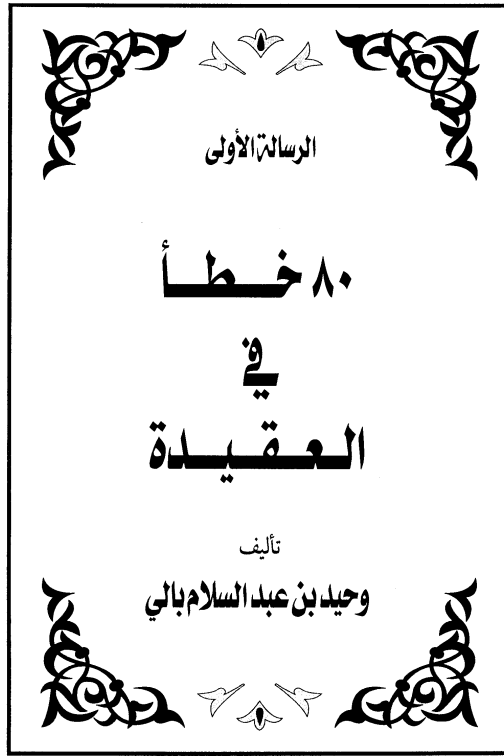 الرسالة الأولى
٨٠ خطأ
في
العقيدة
تأليف
وحيد بن عبد السلام بالي